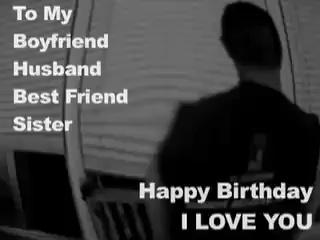 To My
Boyfriend
Husband
Best Friend
Sister
Happy Birthday
I LOVE YOU